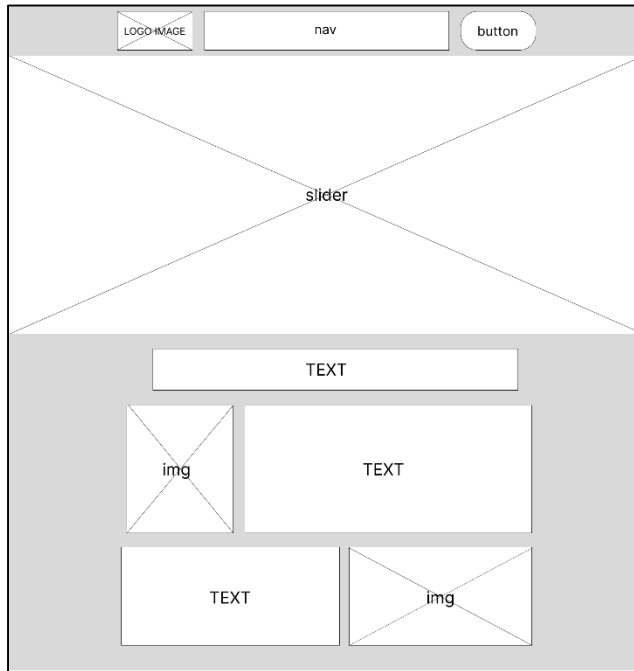 LOGO IMAGE
nav
button
slider
TEXT
img
TEXT
TEXT
img